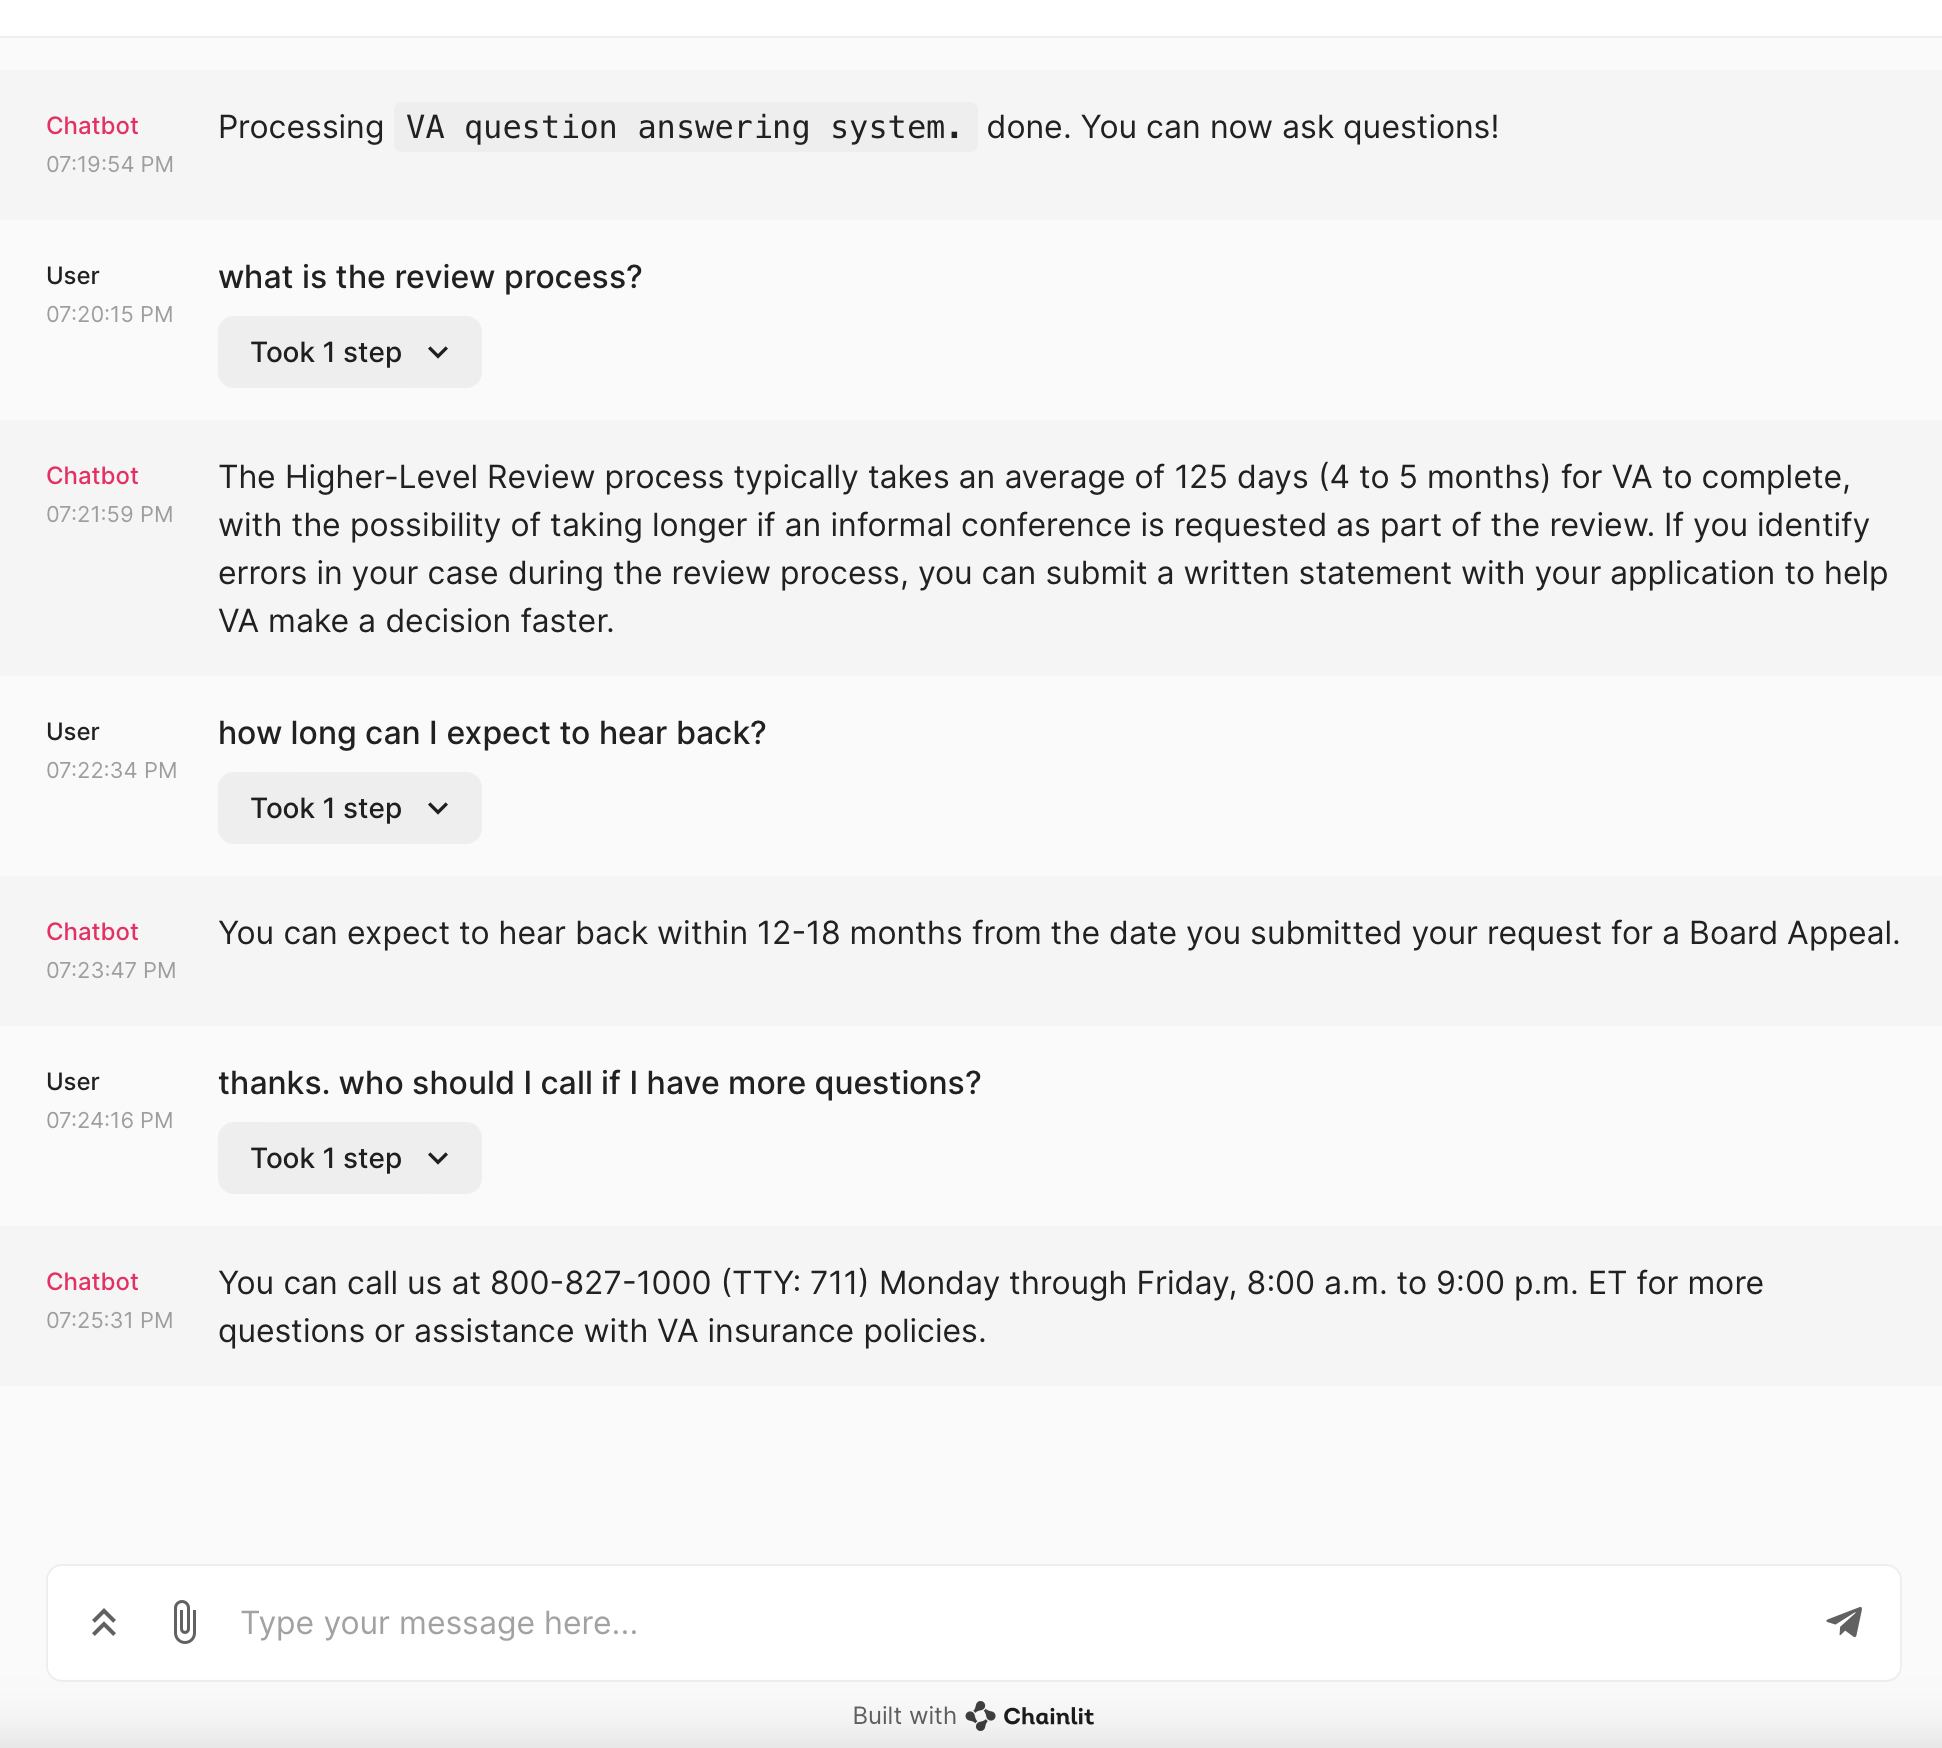 Chatbot
07:19:54 PM
Processing VA question answering system. done. You can now ask questions!
User
07:20:15 PM
what is the review process?
Took 1 step
Chatbot
07:21:59 PM
The Higher-Level Review process typically takes an average of 125 days (4 to 5 months) for VA to complete,
with the possibility of taking longer if an informal conference is requested as part of the review. If you identify
errors in your case during the review process, you can submit a written statement with your application to help
VA make a decision faster.
User
07:22:34 PM
how long can I expect to hear back?
Took 1 step
Chatbot
07:23:47 PM
You can expect to hear back within 12-18 months from the date you submitted your request for a Board Appeal.
User
07:24:16 PM
thanks. who should I call if I have more questions?
Took 1 step
Chatbot
07:25:31 PM
You can call us at 800-827-1000 (TTY: 711) Monday through Friday, 8:00 a.m. to 9:00 p.m. ET for more
questions or assistance with VA insurance policies.
Type your message here...
Built with Chainlit